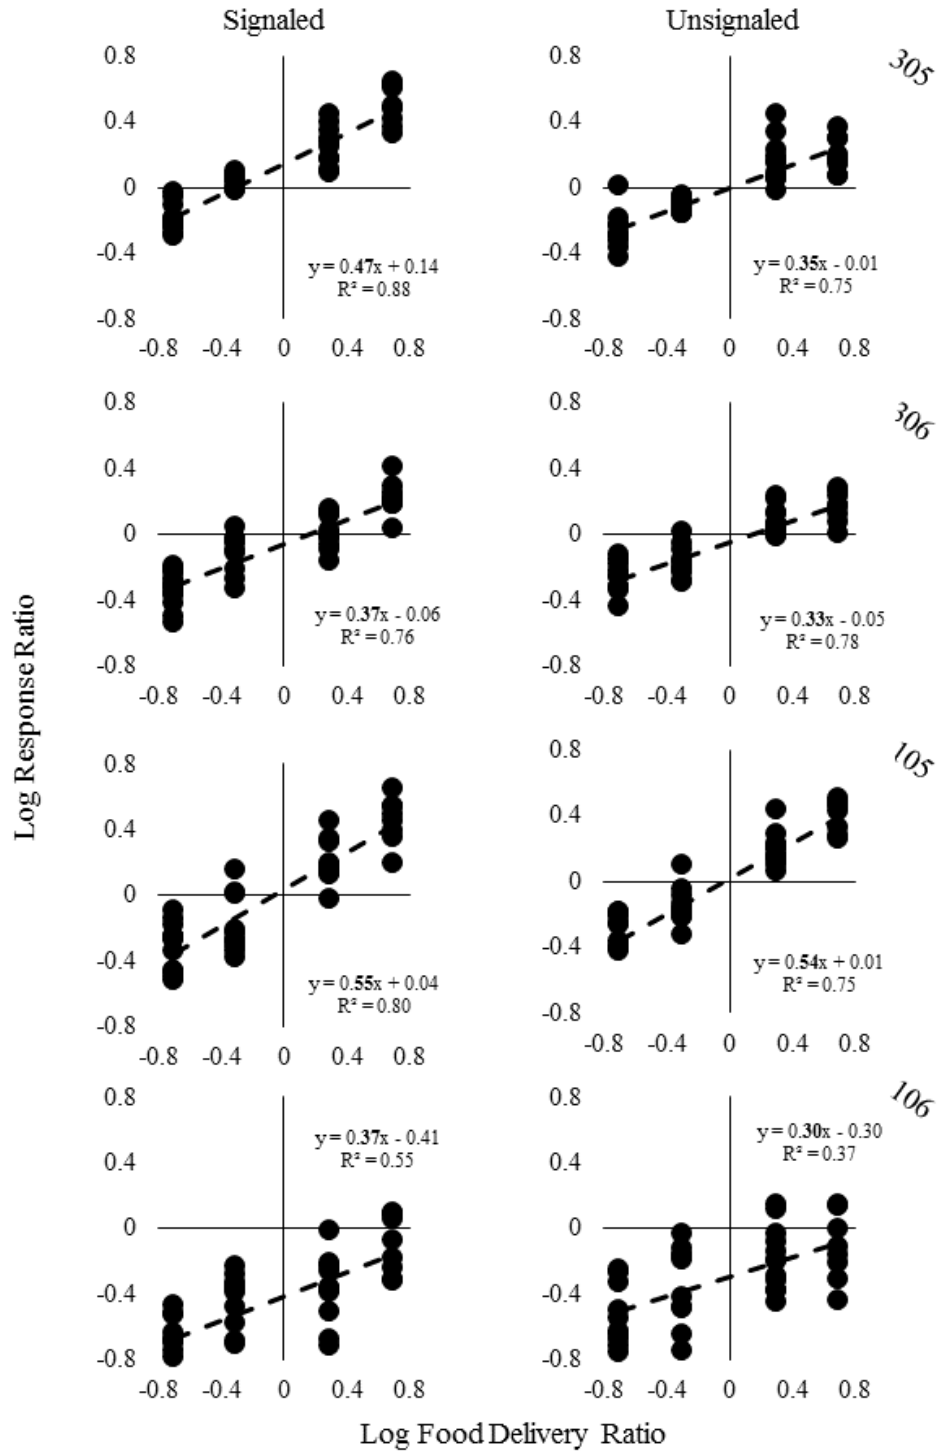 Signaled
Unsignaled
305
0.8
0.4
0
-0.4
-0.8
-0.8 -0.4 0 0.4 0.8
y = 0.47x + 0.14
R² = 0.88
0.8
0.4
0
-0.4
-0.8
-0.8 -0.4 0 0.4 0.8
y = 0.35x - 0.01
R² = 0.75
306
0.8
0.4
0
-0.4
-0.8
-0.8 -0.4 0 0.4 0.8
y = 0.37x - 0.06
R² = 0.76
0.8
0.4
0
-0.4
-0.8
-0.8 -0.4 0 0.4 0.8
y = 0.33x - 0.05
R² = 0.78
Log Response Ratio
105
0.8
0.4
0
-0.4
-0.8
-0.8 -0.4 0 0.4 0.8
y = 0.55x + 0.04
R² = 0.80
0.8
0.4
0
-0.4
-0.8
-0.8 -0.4 0 0.4 0.8
y = 0.54x + 0.01
R² = 0.75
106
0.8
0.4
0
-0.4
-0.8
-0.8 -0.4 0 0.4 0.8
y = 0.37x - 0.41
R² = 0.55
0.8
0.4
0
-0.4
-0.8
-0.8 -0.4 0 0.4 0.8
y = 0.30x - 0.30
R² = 0.37
Log Food Delivery Ratio